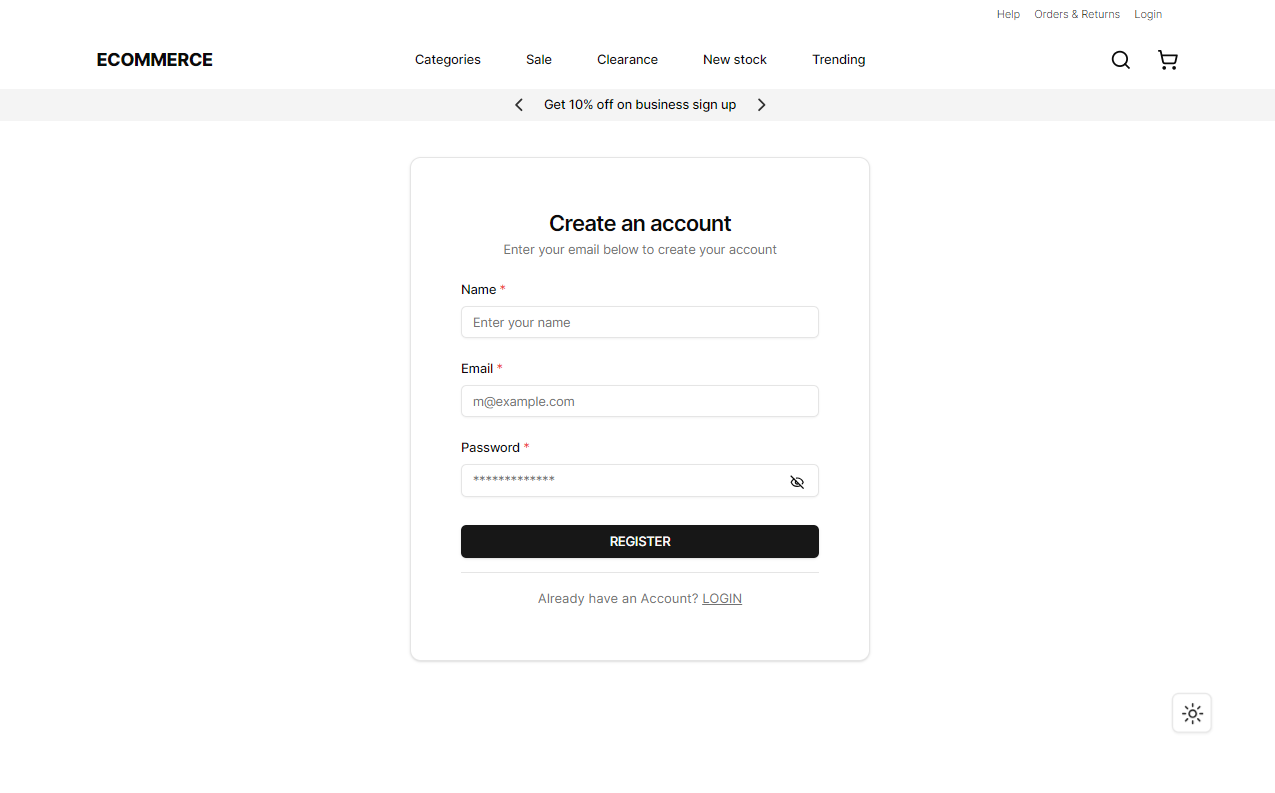 Help Orders & Returns Login
ECOMMERCE Categories Sale Clearance New stock Trending
Get 10% off on business sign up
Create an account
Enter your email below to create your account
Name *
Enter your name
Email *
m@example.com
Password *
*************
REGISTER
Already have an Account? LOGIN